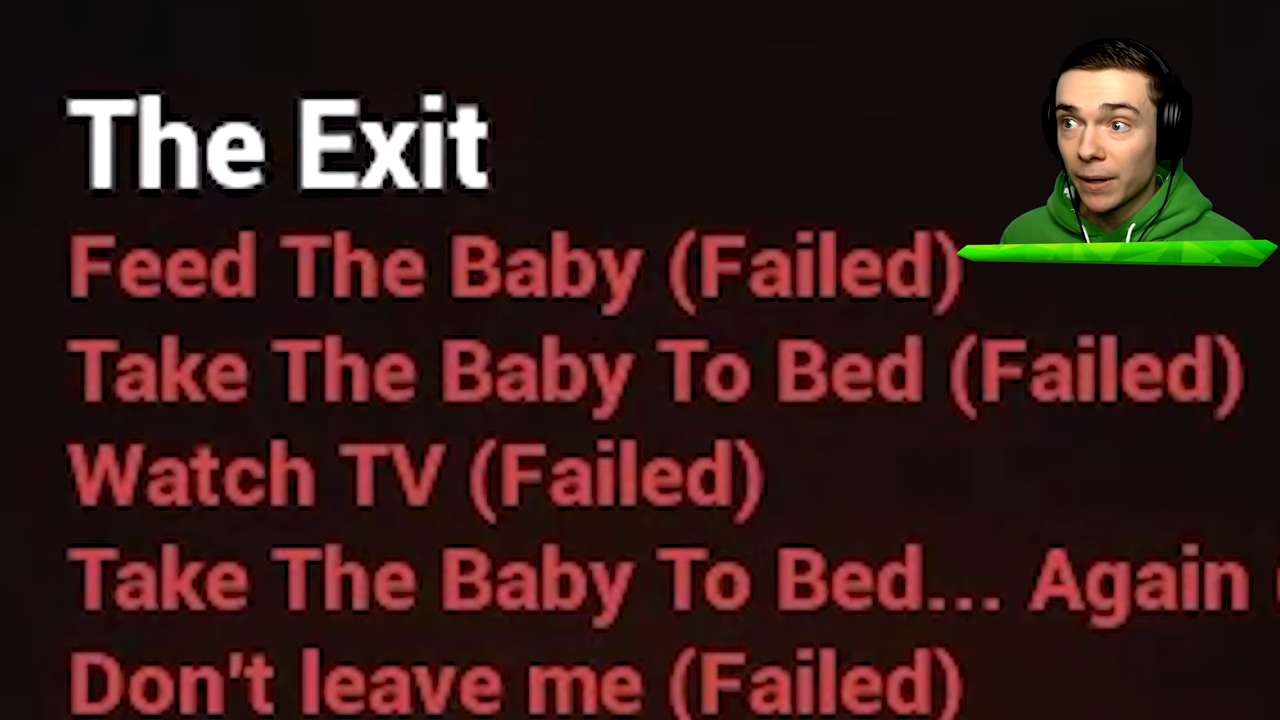 The Exit
Feed The Baby (Failed)
Take The Baby To Bed (Failed)
Watch TV (Failed)
Take The Baby To Bed... Again
Don't leave me (Failed)